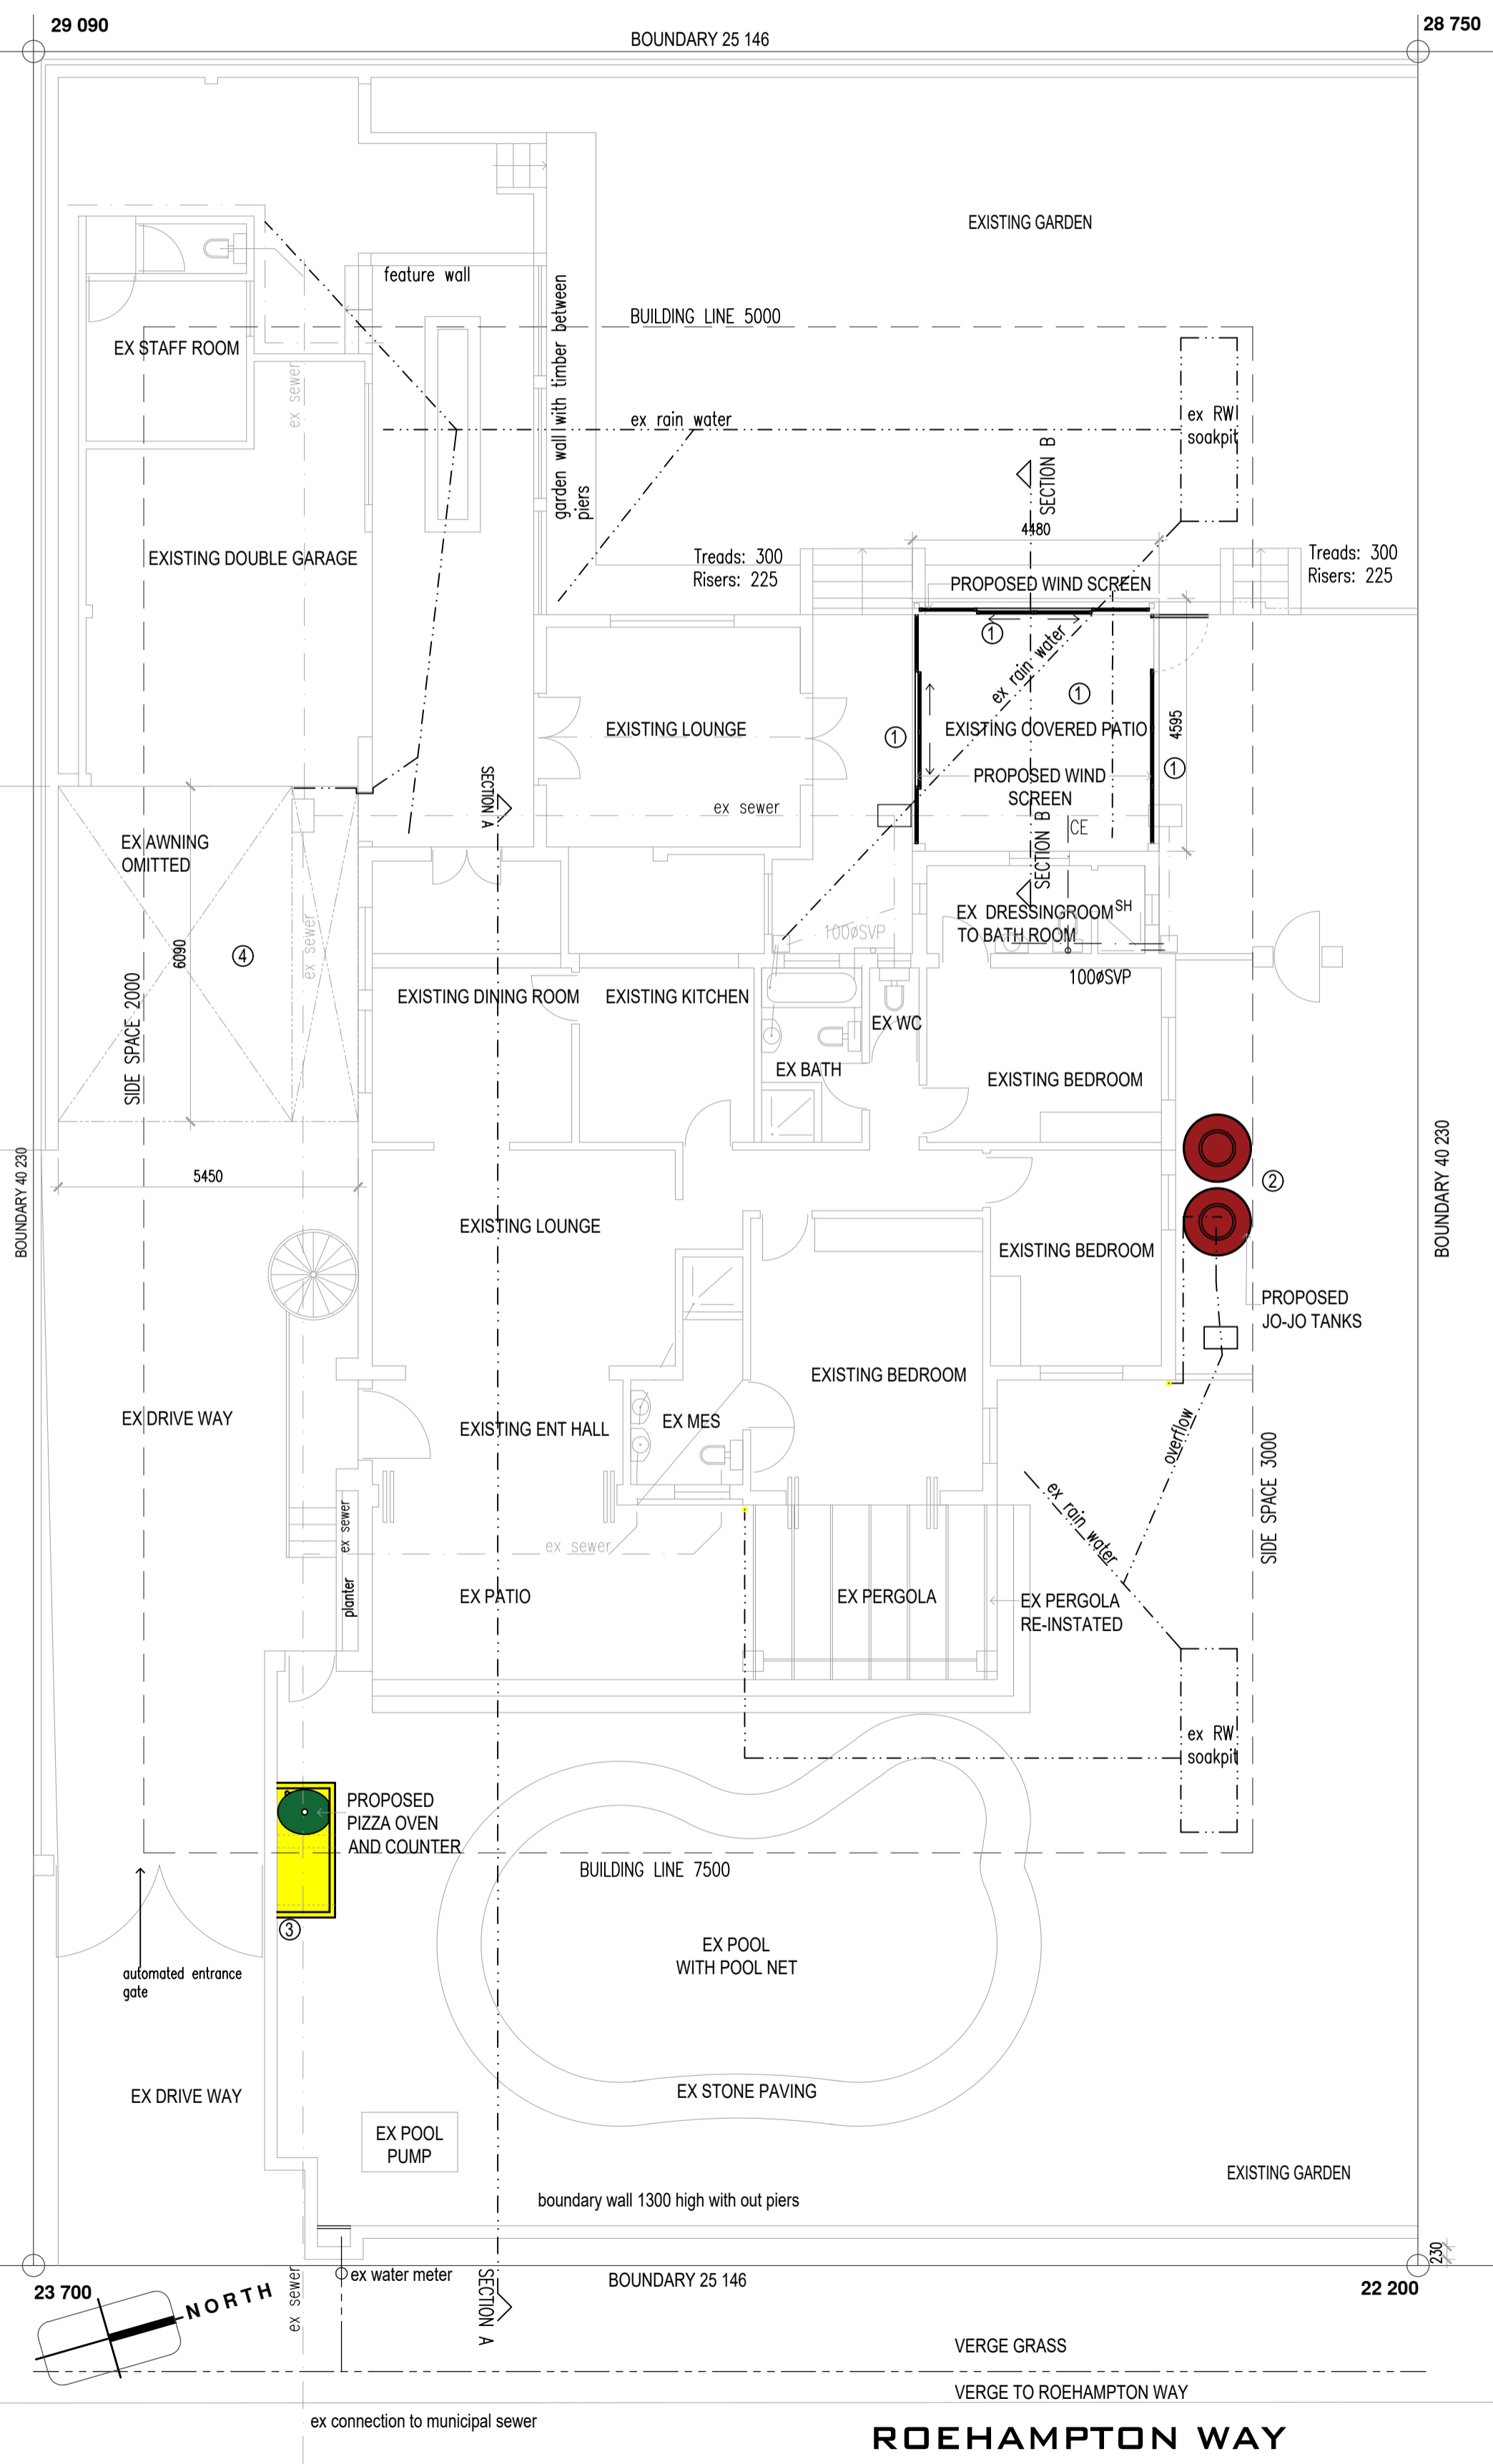 29 090
28 750
BOUNDARY 25 146
EXISTING GARDEN
feature wall
garden wall with timber between
piers
BUILDING LINE 5000
EX STAFF ROOM
ex sewer
ex rain water
ex RW
soakpit
SECTION B
4480
EXISTING DOUBLE GARAGE
Treads: 300
Risers: 225
Treads: 300
Risers: 225
PROPOSED WIND SCREEN
1
ex rain water
1
EXISTING LOUNGE
EXISTING COVERED PATIO
4595
1
1
PROPOSED WIND
SCREEN
SECTION A
ex sewer
CE
SECTION B
EX AWNING
OMITTED
EX DRESSINGROOM
SH
TO BATH ROOM
100øSVP
100øSVP
ex sewer
6090
4
SIDE SPACE 2000
EXISTING DINING ROOM
EXISTING KITCHEN
EX WC
EX BATH
EXISTING BEDROOM
BOUNDARY 40 230
BOUNDARY 40 230
5450
2
EXISTING LOUNGE
EXISTING BEDROOM
PROPOSED
JO-JO TANKS
EXISTING BEDROOM
EX DRIVE WAY
EXISTING ENT HALL
EX MES
overflow
SIDE SPACE 3000
ex rain water
ex sewer
ex sewer
planter
EX PATIO
EX PERGOLA
EX PERGOLA
RE-INSTATED
ex RW
soakpit
PROPOSED
PIZZA OVEN
AND COUNTER
BUILDING LINE 7500
3
EX POOL
WITH POOL NET
automated entrance
gate
EX DRIVE WAY
EX STONE PAVING
EX POOL
PUMP
EXISTING GARDEN
boundary wall 1300 high with out piers
230
23 700
NORTH
ex sewer
ex water meter
SECTION A
BOUNDARY 25 146
22 200
VERGE GRASS
VERGE TO ROEHAMPTON WAY
ex connection to municipal sewer
ROEHAMPTON WAY